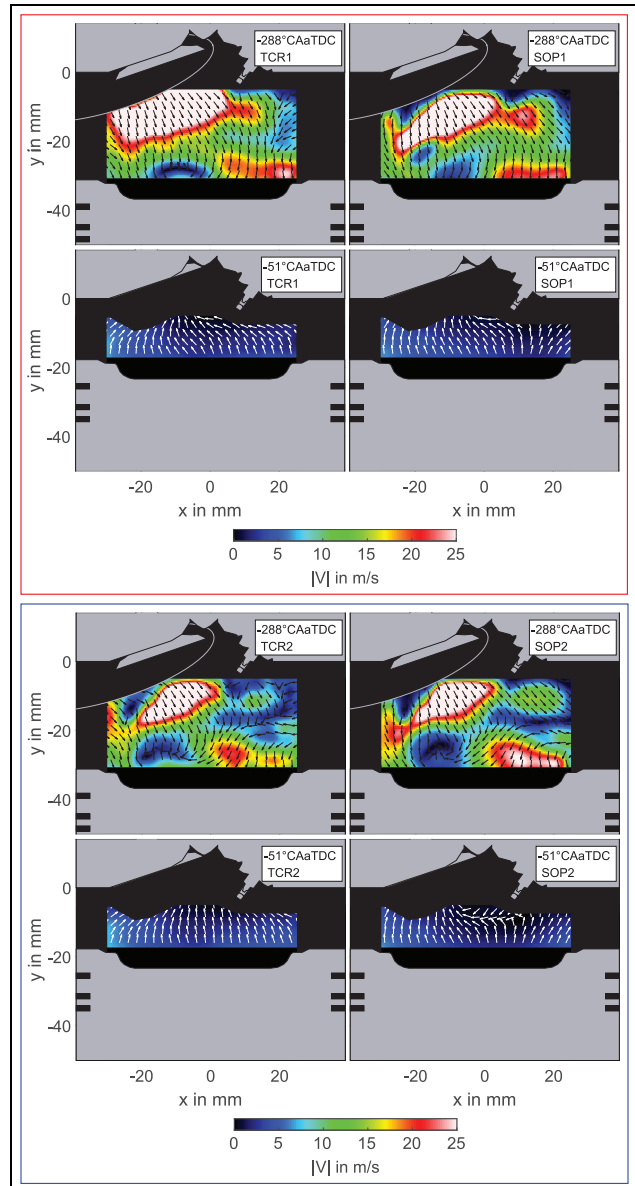 -288°CAaTDC
TCR1
-288°CAaTDC
SOP1
0
-20
-40
y in mm
-51°CAaTDC
TCR1
-51°CAaTDC
SOP1
0
-20
-40
y in mm
-20 0 20 -20 0 20
x in mm x in mm
0 5 10 15 20 25
|V| in m/s
-288°CAaTDC
TCR2
-288°CAaTDC
SOP2
0
-20
-40
y in mm
-51°CAaTDC
TCR2
-51°CAaTDC
SOP2
0
-20
-40
y in mm
-20 0 20 -20 0 20
x in mm x in mm
0 5 10 15 20 25
|V| in m/s